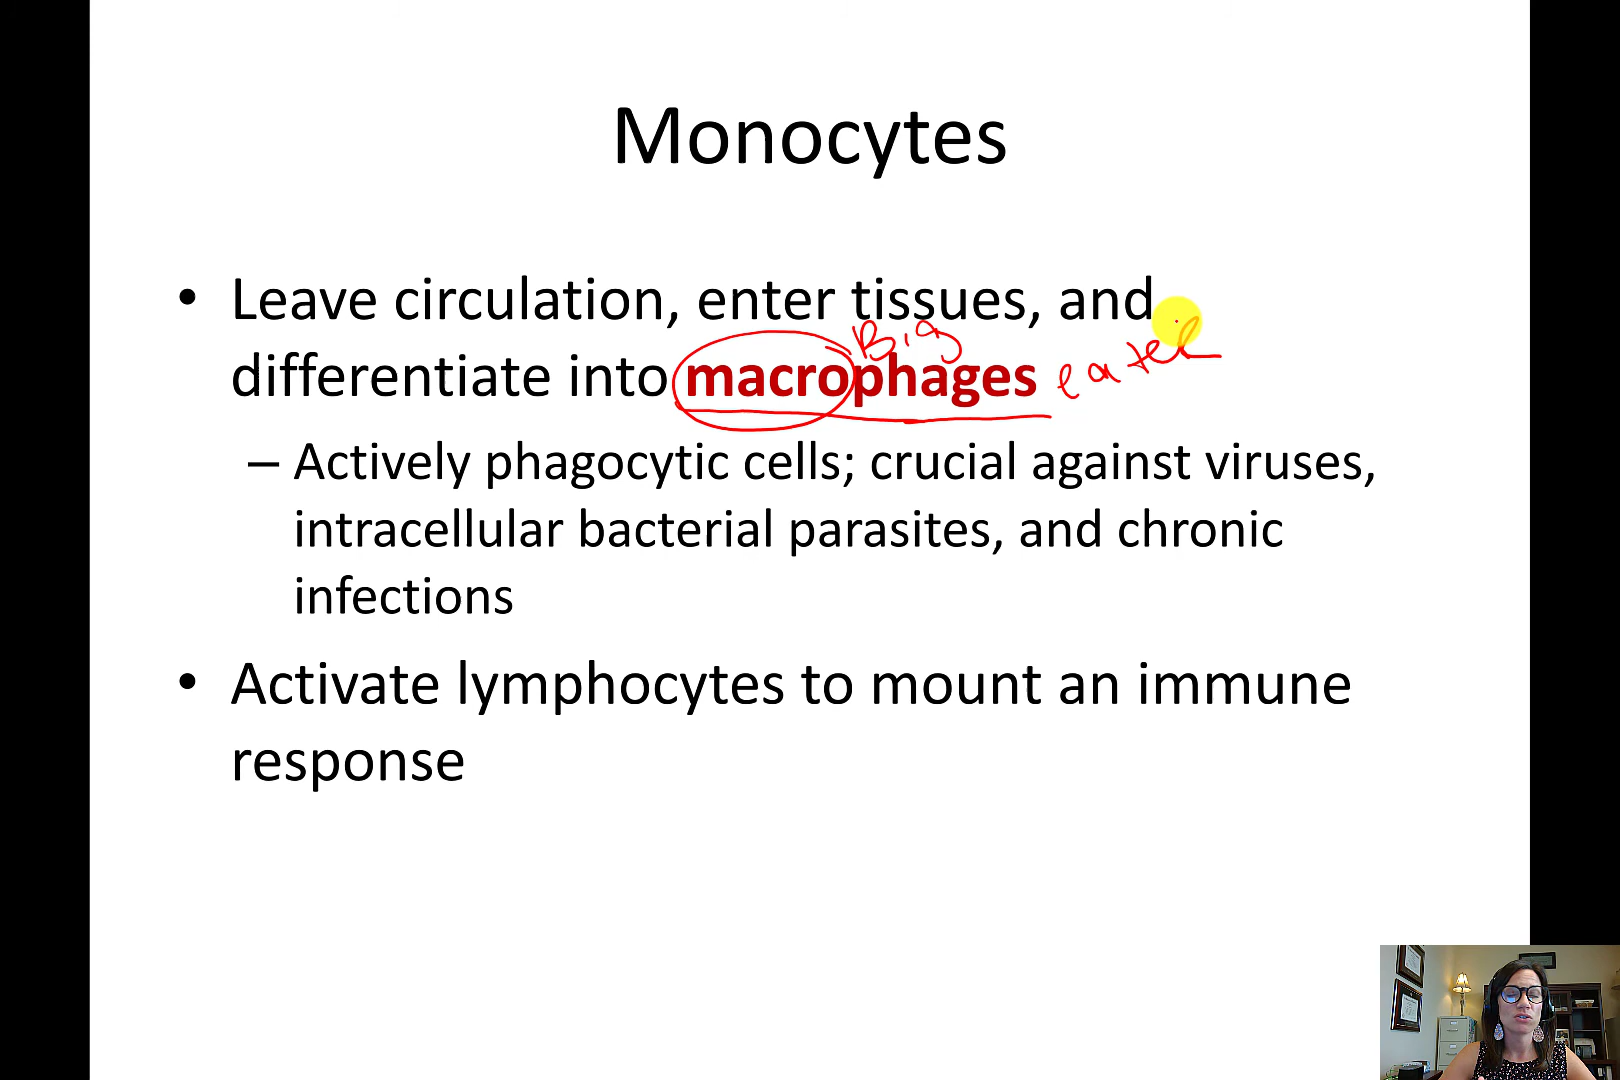 Monocytes
• Leave circulation, enter tissues, and
Big
differentiate into macrophages eater
– Actively phagocytic cells; crucial against viruses,
intracellular bacterial parasites, and chronic
infections
• Activate lymphocytes to mount an immune
response